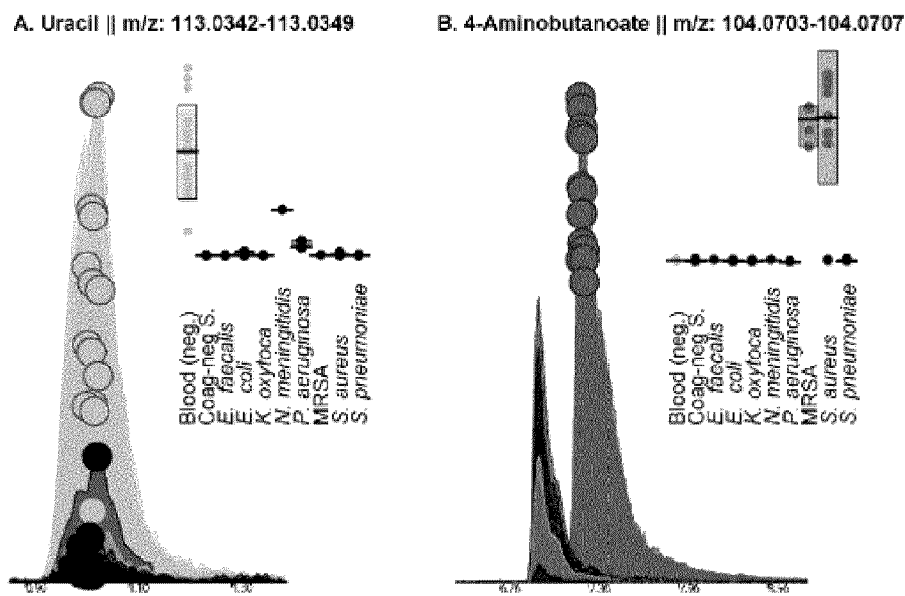 A. Uracil || m/z: 113.0342-113.0349
B. 4-Aminobutanoate || m/z: 104.0703-104.0707
Blood (neg.)
Coag-neg S.
E. faecalis
E. coli
K. oxytoca
N. meningitidis
P. aeruginosa
MRSA
S. aureus
S. pneumoniae
Blood (neg.)
Coag-neg S.
E. faecalis
E. coli
K. oxytoca
N. meningitidis
P. aeruginosa
MRSA
S. aureus
S. pneumoniae